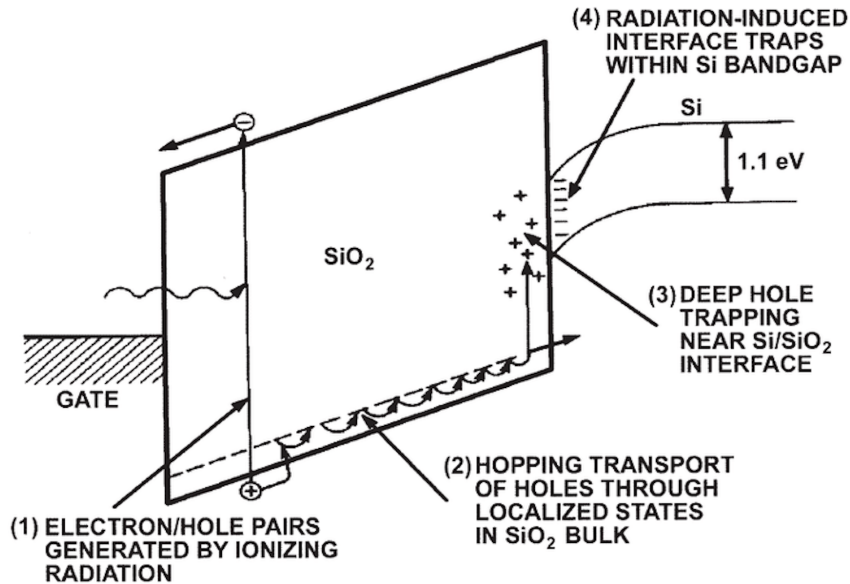 (4) RADIATION-INDUCED
INTERFACE TRAPS
WITHIN Si BANDGAP
Si
1.1 eV
SiO₂
(3) DEEP HOLE
TRAPPING
NEAR Si/SiO₂
INTERFACE
GATE
(2) HOPPING TRANSPORT
OF HOLES THROUGH
LOCALIZED STATES
IN SiO₂ BULK
(1) ELECTRON/HOLE PAIRS
GENERATED BY IONIZING
RADIATION